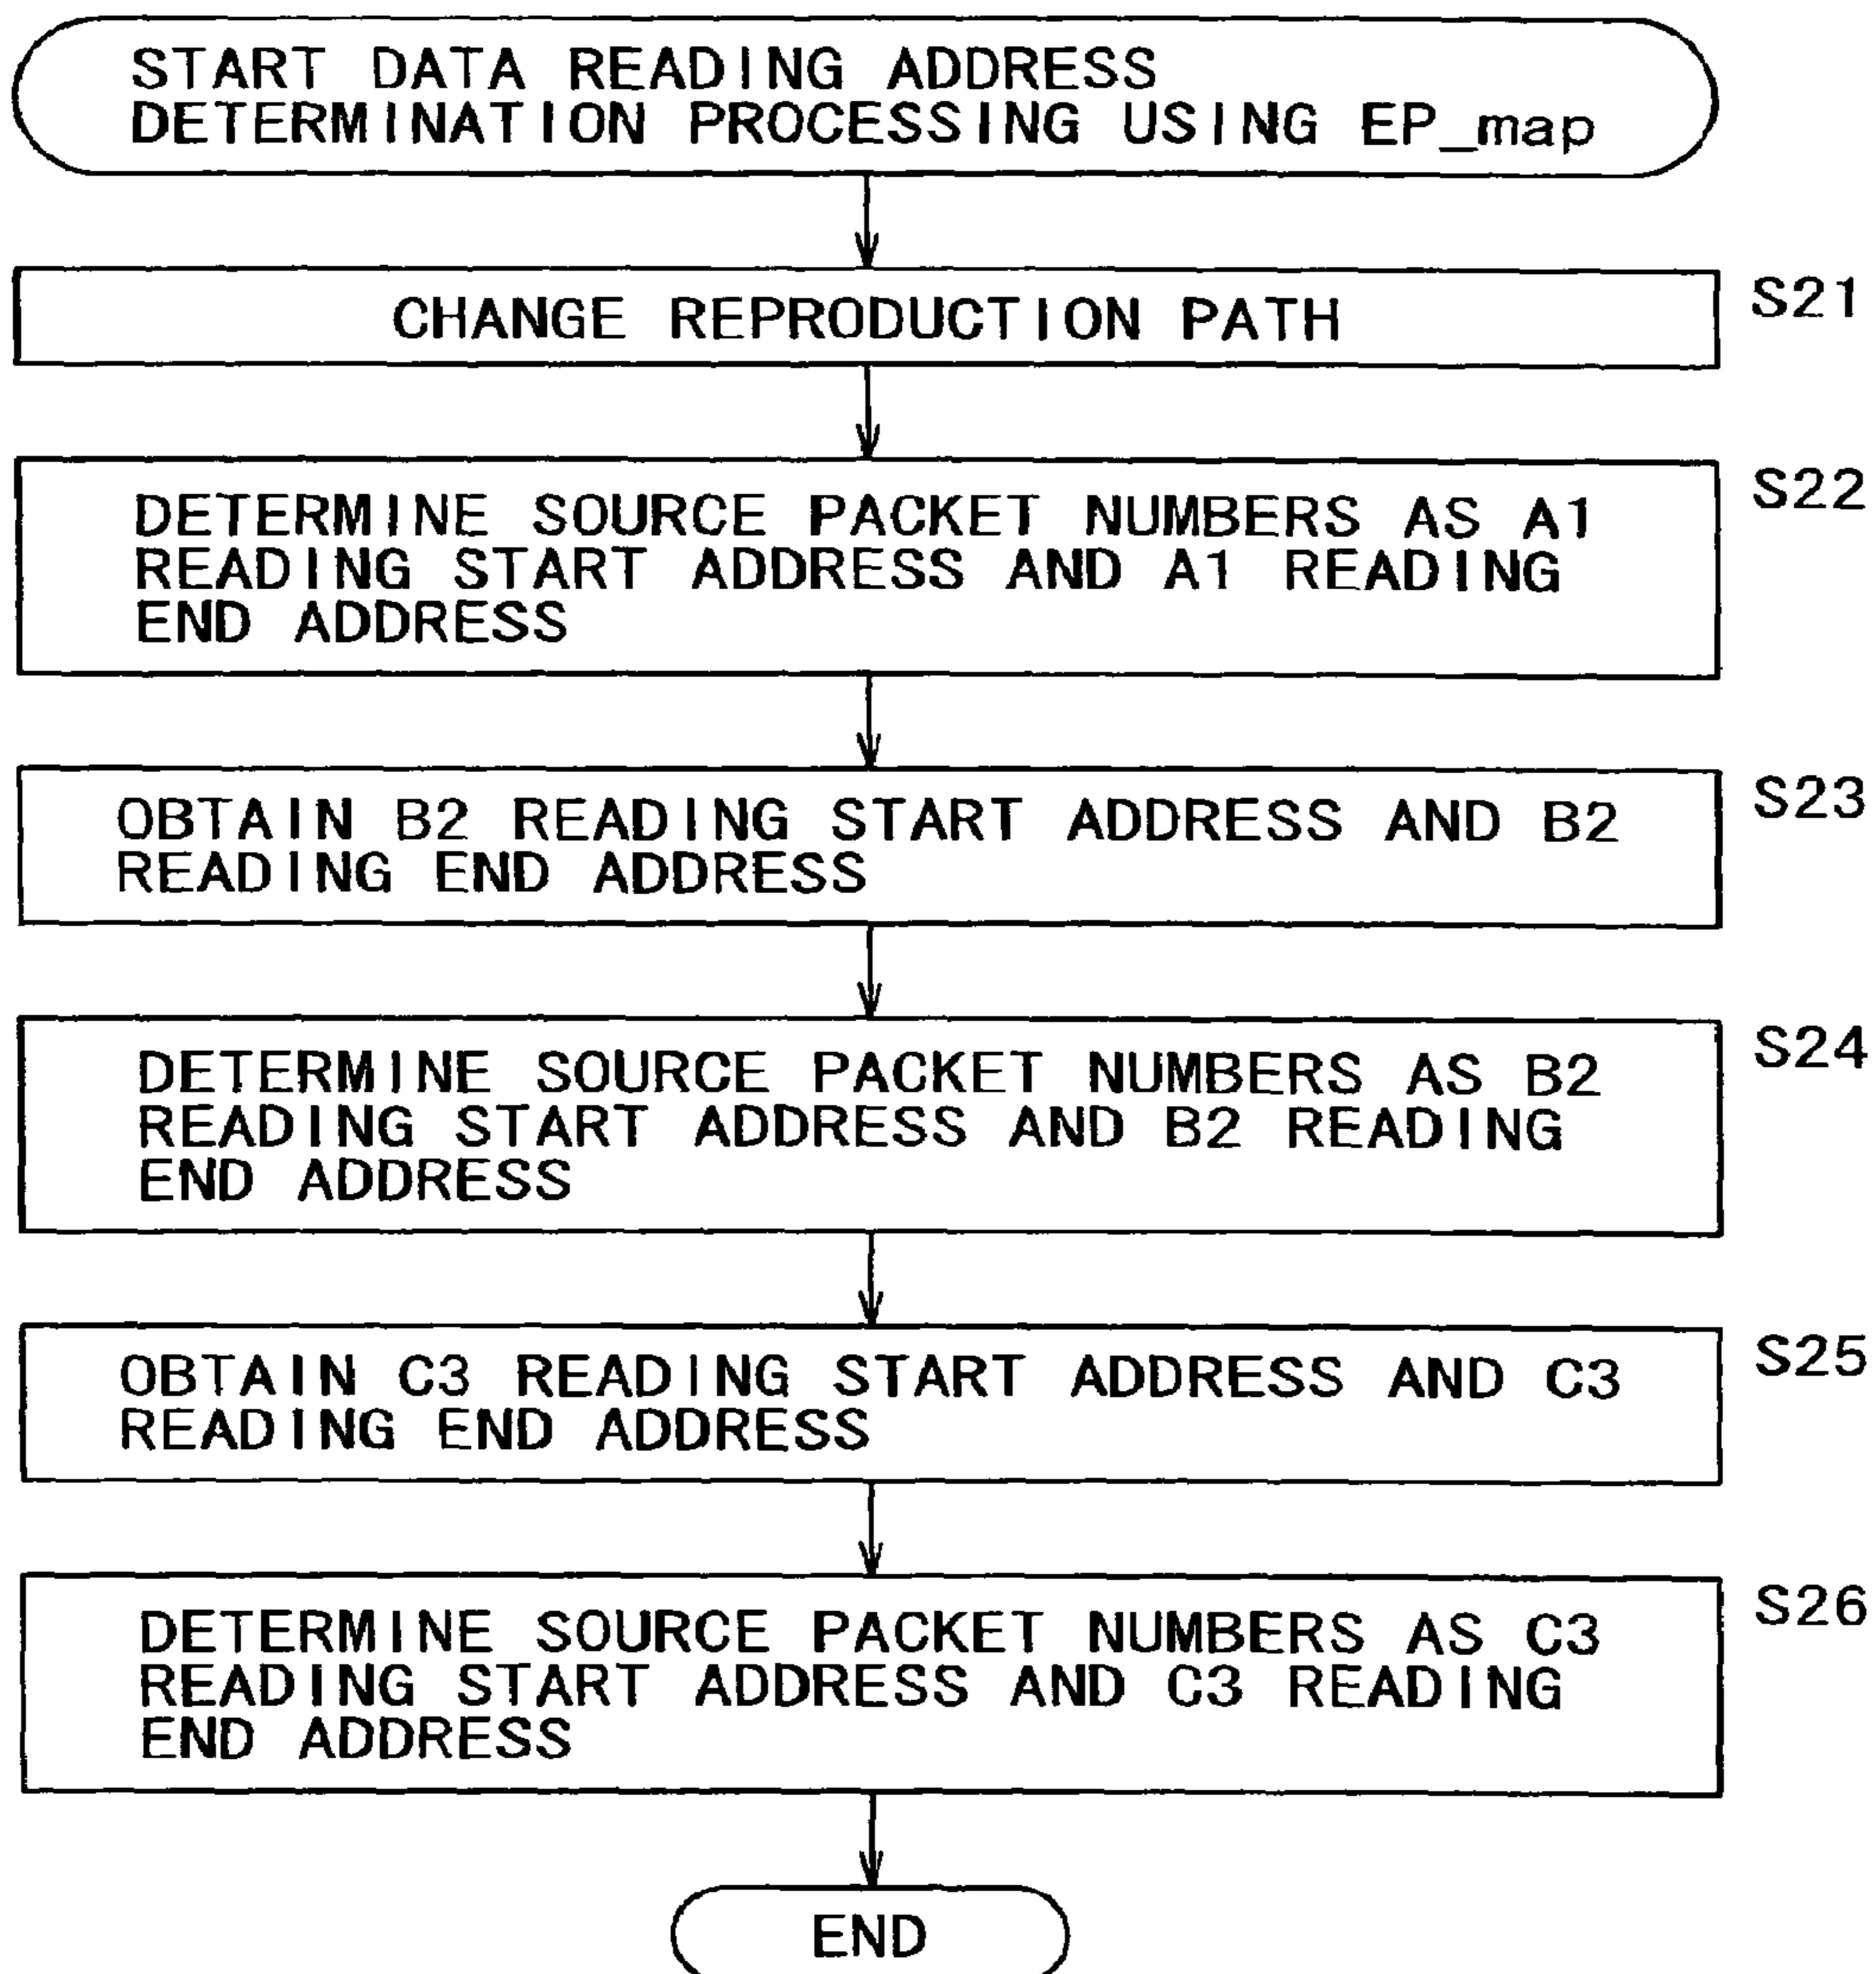 START DATA READING ADDRESS
DETERMINATION PROCESSING USING EP_map
CHANGE REPRODUCTION PATH
S21
DETERMINE SOURCE PACKET NUMBERS AS A1
READING START ADDRESS AND A1 READING
END ADDRESS
S22
OBTAIN B2 READING START ADDRESS AND B2
READING END ADDRESS
S23
DETERMINE SOURCE PACKET NUMBERS AS B2
READING START ADDRESS AND B2 READING
END ADDRESS
S24
OBTAIN C3 READING START ADDRESS AND C3
READING END ADDRESS
S25
DETERMINE SOURCE PACKET NUMBERS AS C3
READING START ADDRESS AND C3 READING
END ADDRESS
S26
END